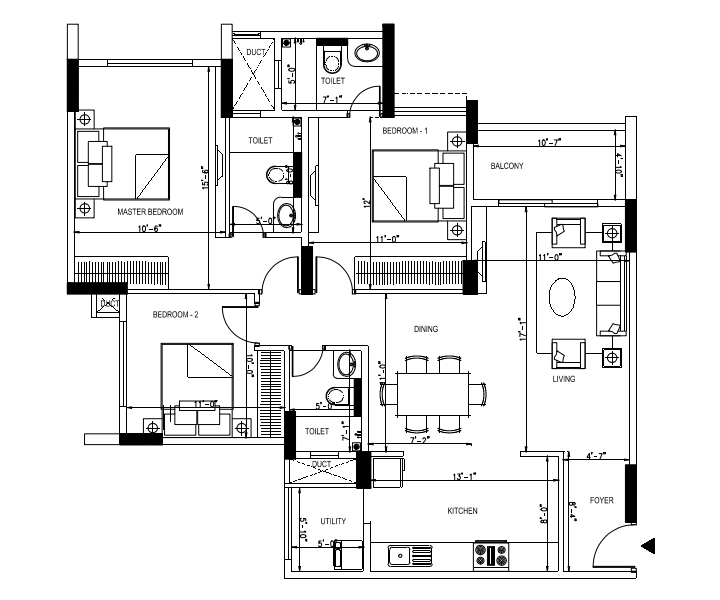 DUCT
5'-0"
TOILET
7'-1"
TOILET
BEDROOM - 1
10'-7"
4'-10"
BALCONY
15'-6"
8'-0"
12'
MASTER BEDROOM
5'-0"
10'-6"
11'-0"
11'-0"
DUCT
BEDROOM - 2
DINING
17'-1"
10'-0"
11'-0"
LIVING
11'-0"
5'-0"
TOILET
7'-1"
7'-2"
4'-7"
DUCT
13'-1"
FOYER
8'-4"
KITCHEN
8'-0"
UTILITY
5'-10"
5'-0"